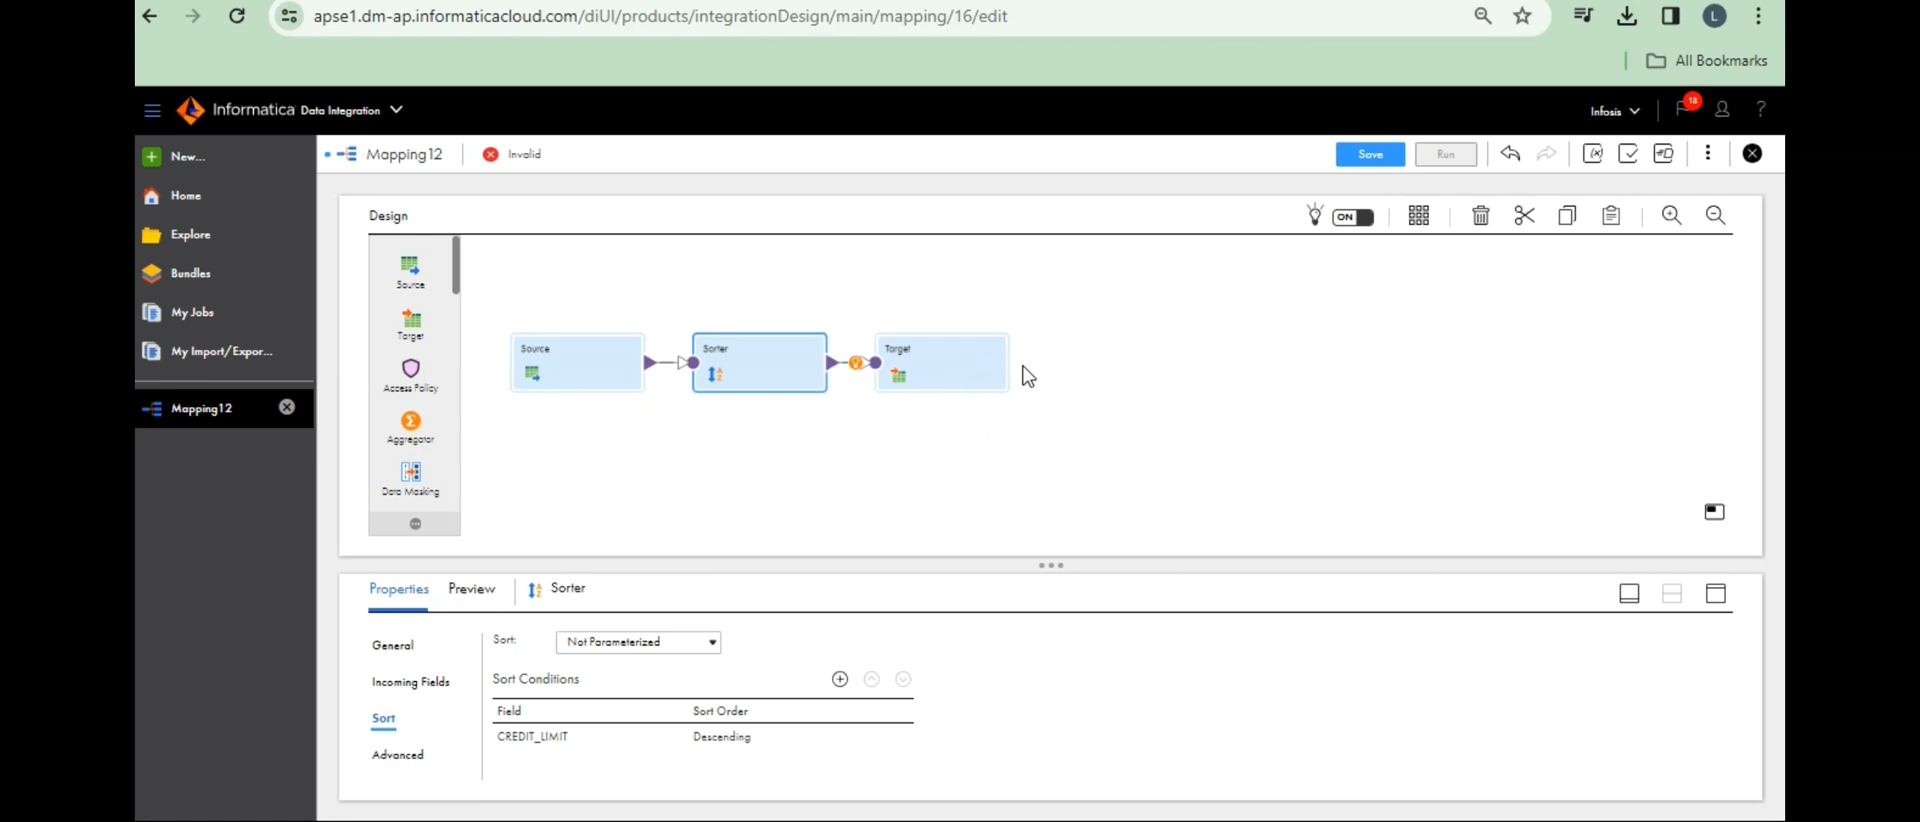 apse1.dm-ap.informaticacloud.com/diUI/products/integrationDesign/main/mapping/16/edit
L
All Bookmarks
Informatica Data Integration
Infosis
18
?
New...
Home
Explore
Bundles
My Jobs
My Import/Expor...
Mapping12
Mapping12
Invalid
Save
Run
Design
ON
Source
Target
Access Policy
Aggregator
Data Masking
Source
Sorter
Target
Properties
Preview
Sorter
General
Incoming Fields
Sort
Advanced
Sort:
Not Parameterized
Sort Conditions
Field
Sort Order
CREDIT_LIMIT
Descending